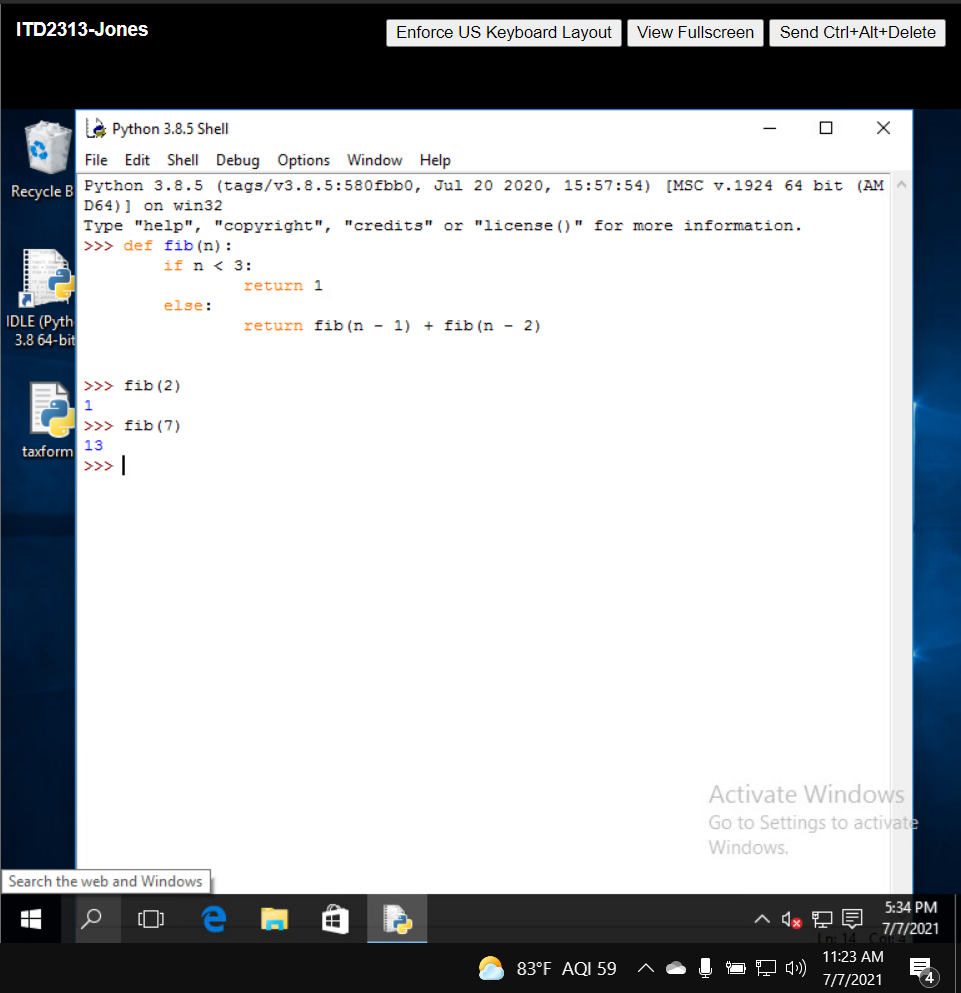 ITD2313-Jones
Enforce US Keyboard Layout
View Fullscreen
Send Ctrl+Alt+Delete
Recycle B
IDLE (Pyth
3.8 64-bit
taxform
Python 3.8.5 Shell
File Edit Shell Debug Options Window Help
Python 3.8.5 (tags/v3.8.5:580fbb0, Jul 20 2020, 15:57:54) [MSC v.1924 64 bit (AM
D64)] on win32
Type "help", "copyright", "credits" or "license()" for more information.
>>> def fib(n):
        if n < 3:
                return 1
        else:
                return fib(n - 1) + fib(n - 2)
>>> fib(2)
1
>>> fib(7)
13
>>>
Activate Windows
Go to Settings to activate
Windows.
Search the web and Windows
5:34 PM
7/7/2021
Ln: 14 Col: 4
83°F AQI 59
11:23 AM
7/7/2021
4